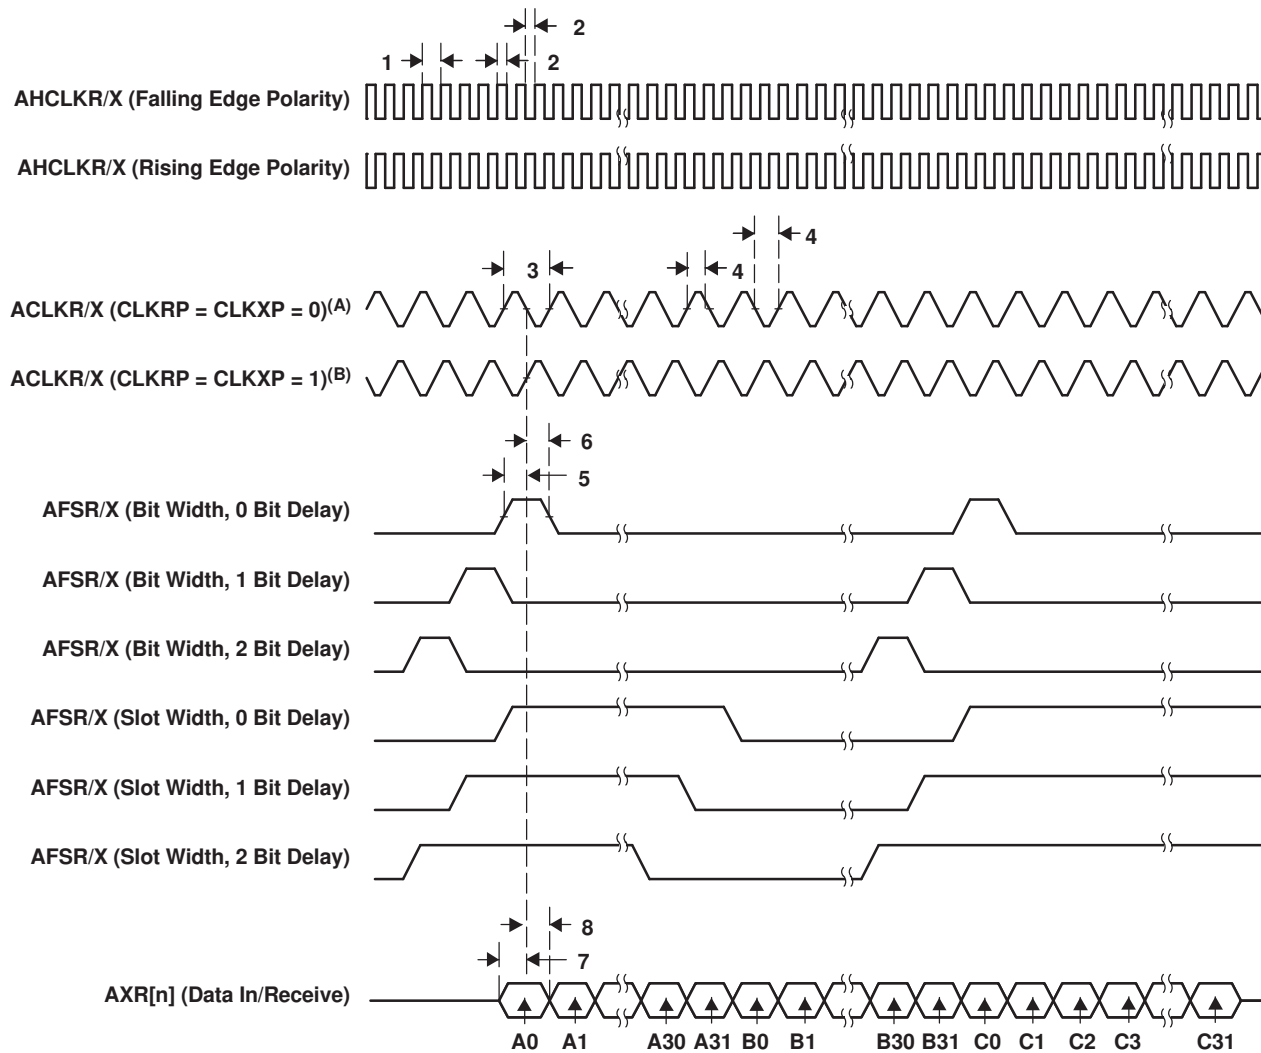 2
1
2
AHCLKR/X (Falling Edge Polarity)
AHCLKR/X (Rising Edge Polarity)
4
3
4
ACLKR/X (CLKRP = CLKXP = 0)(A)
ACLKR/X (CLKRP = CLKXP = 1)(B)
6
5
AFSR/X (Bit Width, 0 Bit Delay)
AFSR/X (Bit Width, 1 Bit Delay)
AFSR/X (Bit Width, 2 Bit Delay)
AFSR/X (Slot Width, 0 Bit Delay)
AFSR/X (Slot Width, 1 Bit Delay)
AFSR/X (Slot Width, 2 Bit Delay)
8
7
AXR[n] (Data In/Receive)
A0 A1 A30 A31 B0 B1 B30 B31 C0 C1 C2 C3 C31